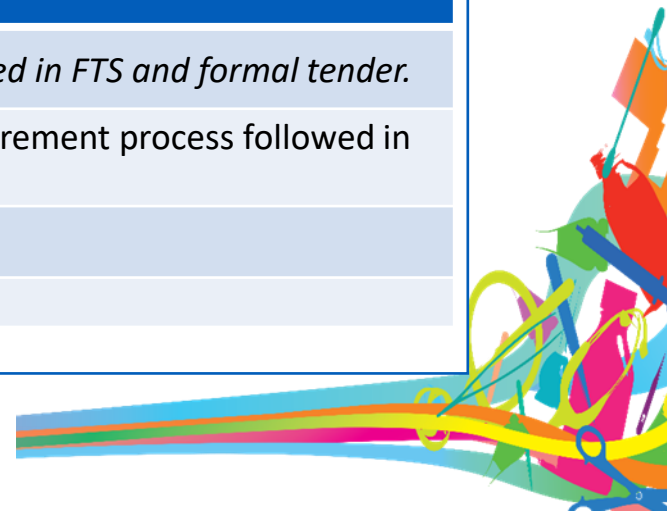 ed in FTS and formal tender.
rement process followed in